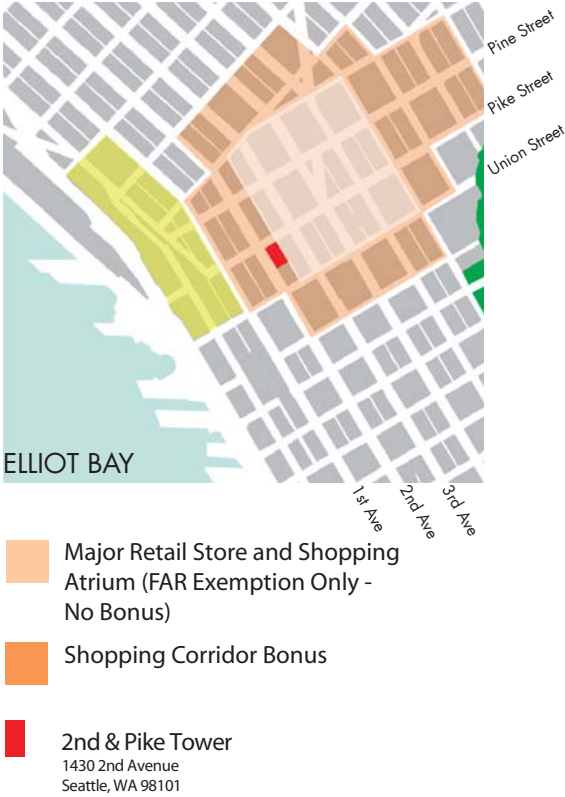 Pine Street
Pike Street
Union Street
ELLIOT BAY
1st Ave
2nd Ave
3rd Ave
Major Retail Store and Shopping
Atrium (FAR Exemption Only -
No Bonus)
Shopping Corridor Bonus
2nd & Pike Tower
1430 2nd Avenue
Seattle, WA 98101